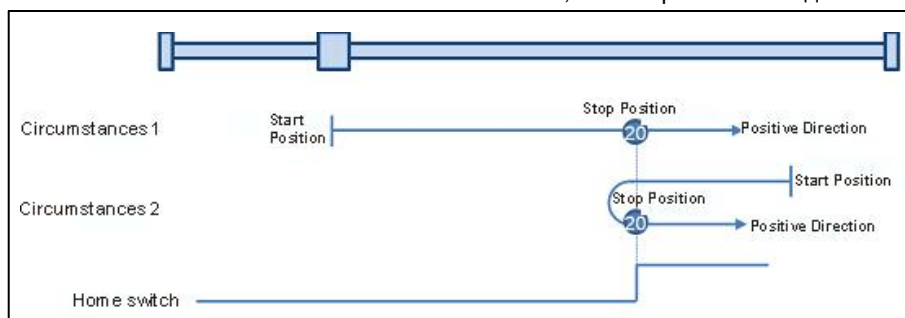 Stop Position
Circumstances 1
Start
Position
20
Positive Direction
Start Position
Circumstances 2
Stop Position
20
Positive Direction
Home switch